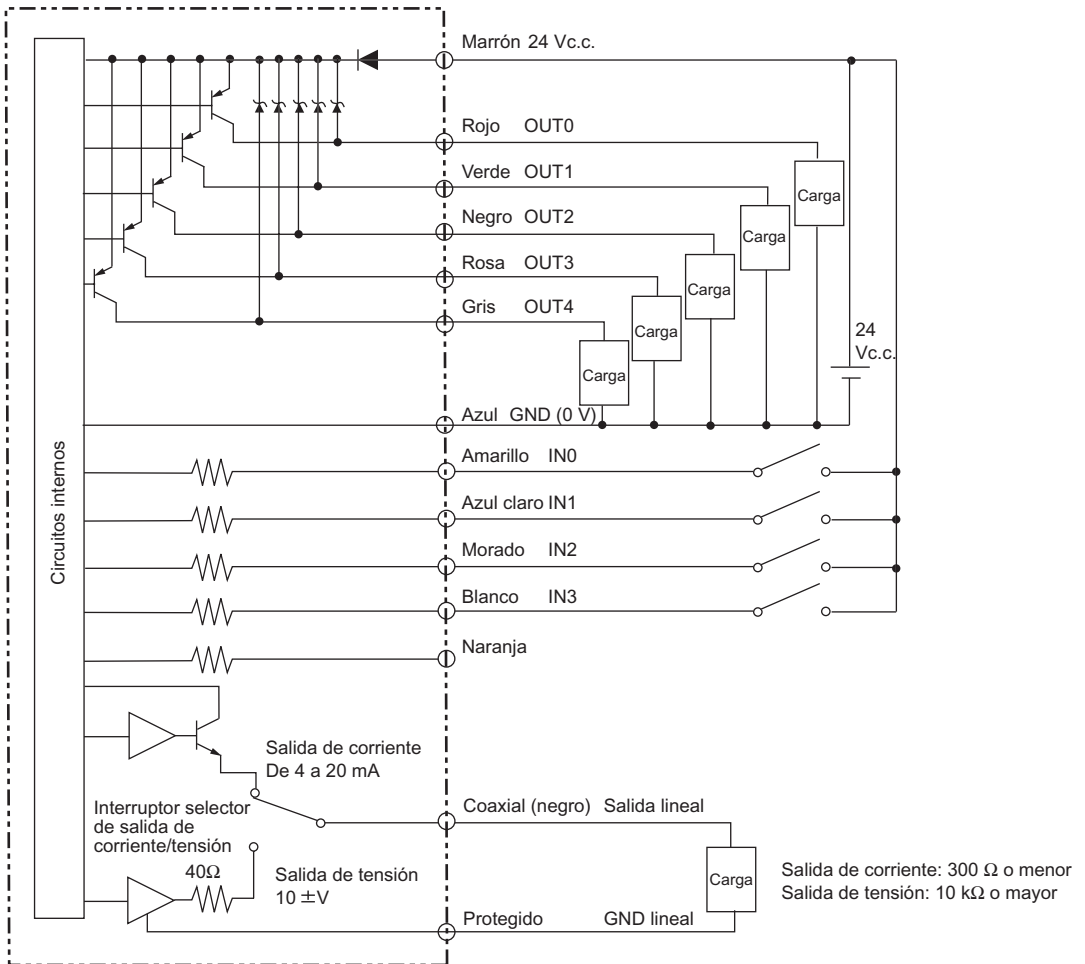 Marrón 24 Vc.c.
Rojo OUT0
Carga
Verde OUT1
Carga
Negro OUT2
Carga
Rosa OUT3
Carga
Gris OUT4
Carga
24
Vc.c.
Azul GND (0 V)
Circuitos internos
Amarillo IN0
Azul claro IN1
Morado IN2
Blanco IN3
Naranja
Salida de corriente
De 4 a 20 mA
Interruptor selector
de salida de
corriente/tensión
Coaxial (negro) Salida lineal
40Ω
Salida de tensión
10 ±V
Carga
Salida de corriente: 300 Ω o menor
Salida de tensión: 10 kΩ o mayor
Protegido GND lineal